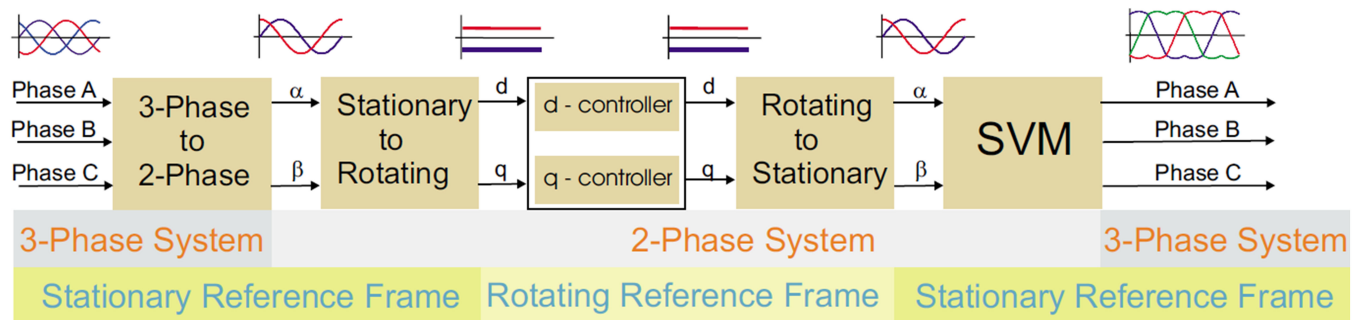 Phase A
Phase B
Phase C
3-Phase
to
2-Phase
α
β
Stationary
to
Rotating
d
q
d - controller
q - controller
d
q
Rotating
to
Stationary
α
β
SVM
Phase A
Phase B
Phase C
3-Phase System
2-Phase System
3-Phase System
Stationary Reference Frame
Rotating Reference Frame
Stationary Reference Frame